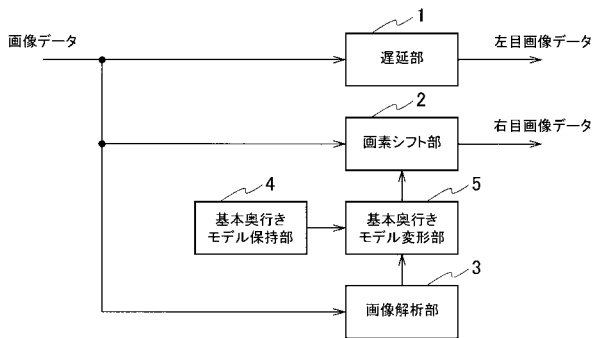 1
画像データ
遅延部
左目画像データ
2
画素シフト部
右目画像データ
4
5
基本奥行き
モデル保持部
基本奥行き
モデル変形部
3
画像解析部